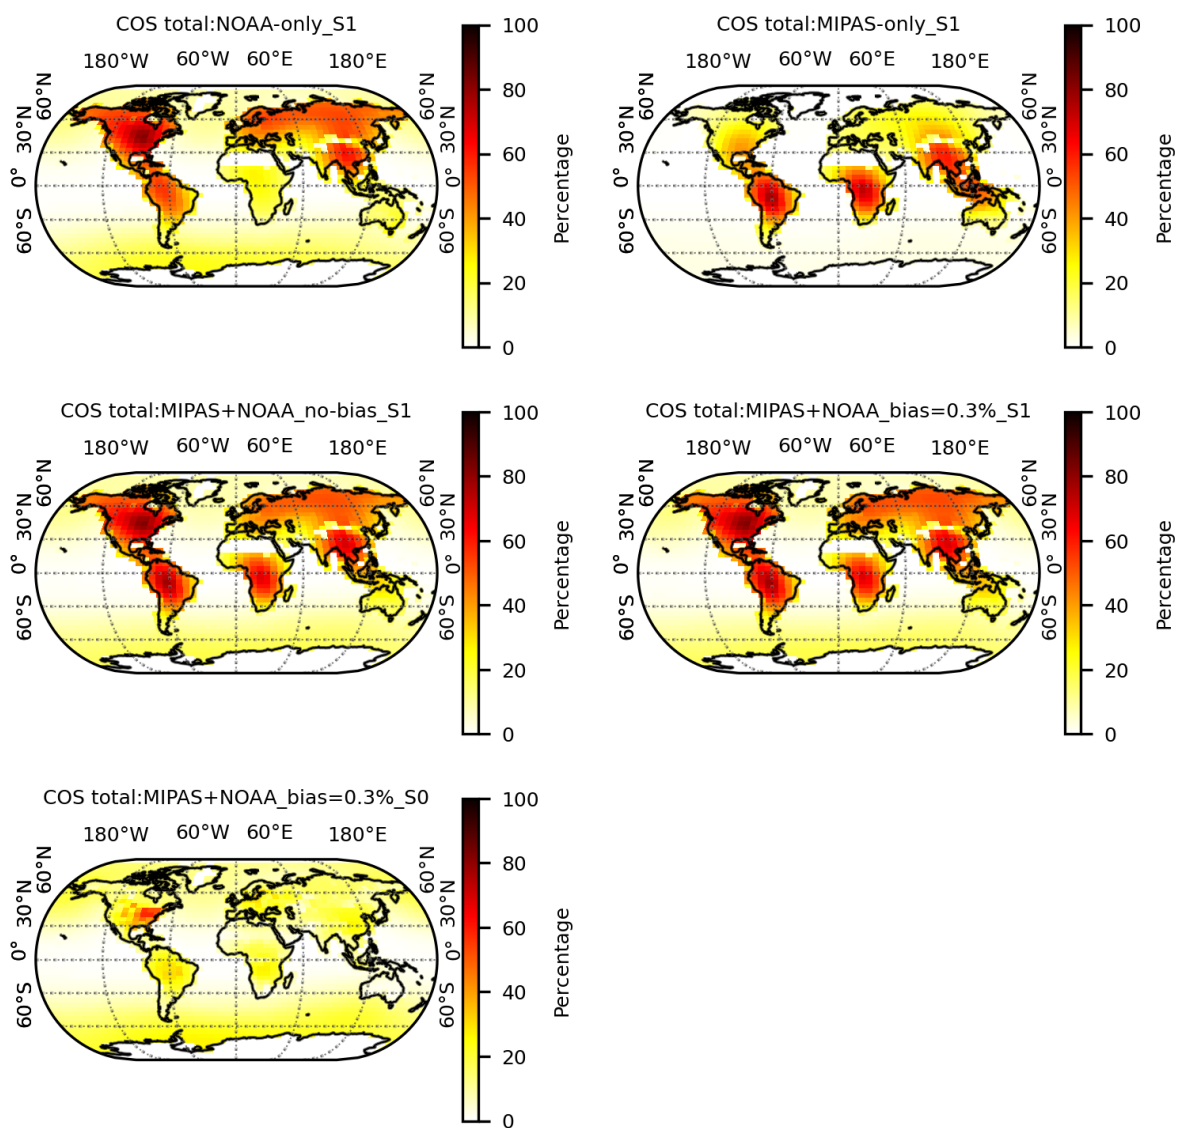 COS total:NOAA-only_S1
180°W 60°W 60°E 180°E
60°N 30°N 0° 60°S
60°N 30°N 0° 60°S
100
80
60
40
20
0
Percentage
COS total:MIPAS-only_S1
180°W 60°W 60°E 180°E
60°N 30°N 0° 60°S
60°N 30°N 0° 60°S
100
80
60
40
20
0
Percentage
COS total:MIPAS+NOAA_no-bias_S1
180°W 60°W 60°E 180°E
60°N 30°N 0° 60°S
60°N 30°N 0° 60°S
100
80
60
40
20
0
Percentage
COS total:MIPAS+NOAA_bias=0.3%_S1
180°W 60°W 60°E 180°E
60°N 30°N 0° 60°S
60°N 30°N 0° 60°S
100
80
60
40
20
0
Percentage
COS total:MIPAS+NOAA_bias=0.3%_S0
180°W 60°W 60°E 180°E
60°N 30°N 0° 60°S
60°N 30°N 0° 60°S
100
80
60
40
20
0
Percentage